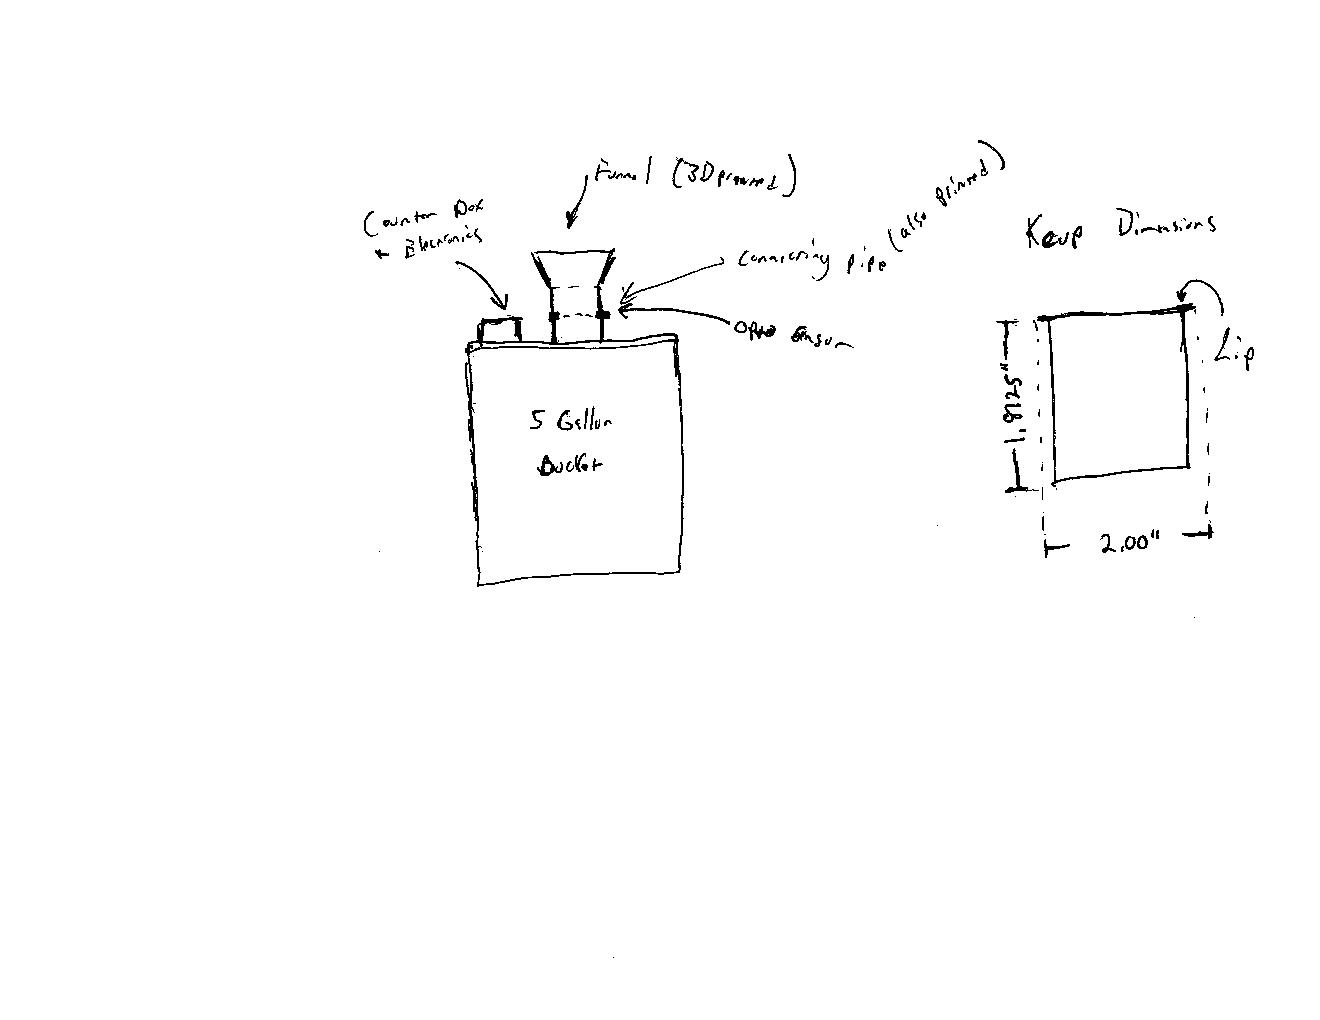 Funnel (3D printed)
Counter Box
& Electronics
Connecting pipe (also printed)
Opto Sensor
5 Gallon
Bucket
Kcup Dimensions
Lip
1.8125"
2.00"